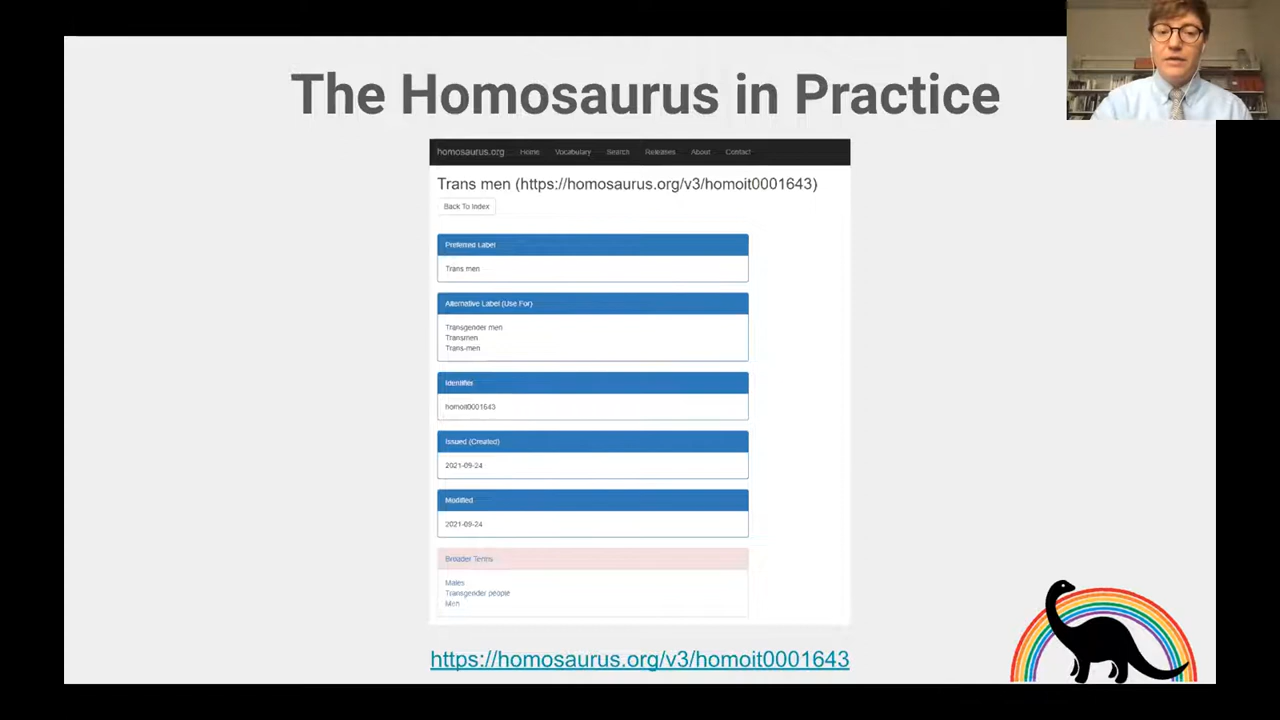 The Homosaurus in Practice
homosaurus.org Home Vocabulary Search Releases About Contact
Trans men (https://homosaurus.org/v3/homoit0001643)
Back To Index
Preferred Label
Trans men
Alternative Label (Use For)
Transgender men
Transmen
Trans-men
Identifier
homoit0001643
Issued (Created)
2021-09-24
Modified
2021-09-24
Broader Terms
Males
Transgender people
Men
https://homosaurus.org/v3/homoit0001643